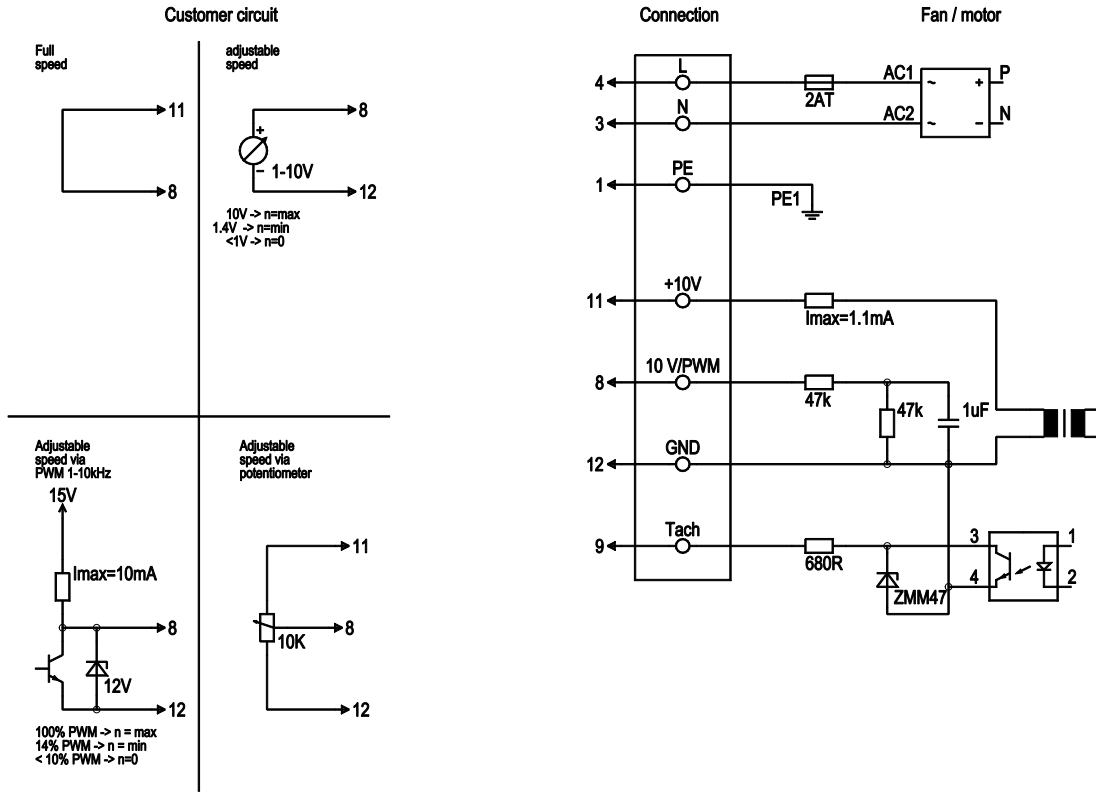 Customer circuit
Full
speed
11
8
adjustable
speed
8
+
−
1-10V
12
10V -> n=max
1.4V -> n=min
<1V -> n=0
Adjustable
speed via
PWM 1-10kHz
15V
Imax=10mA
8
12V
12
100% PWM -> n = max
14% PWM -> n = min
< 10% PWM -> n=0
Adjustable
speed via
potentiometer
11
8
10K
12
Connection
Fan / motor
4
L
2AT
AC1
~
+
P
3
N
AC2
~
−
N
1
PE
PE1
11
+10V
Imax=1.1mA
8
10 V/PWM
47k
47k
1uF
12
GND
9
Tach
680R
ZMM47
3
4
1
2